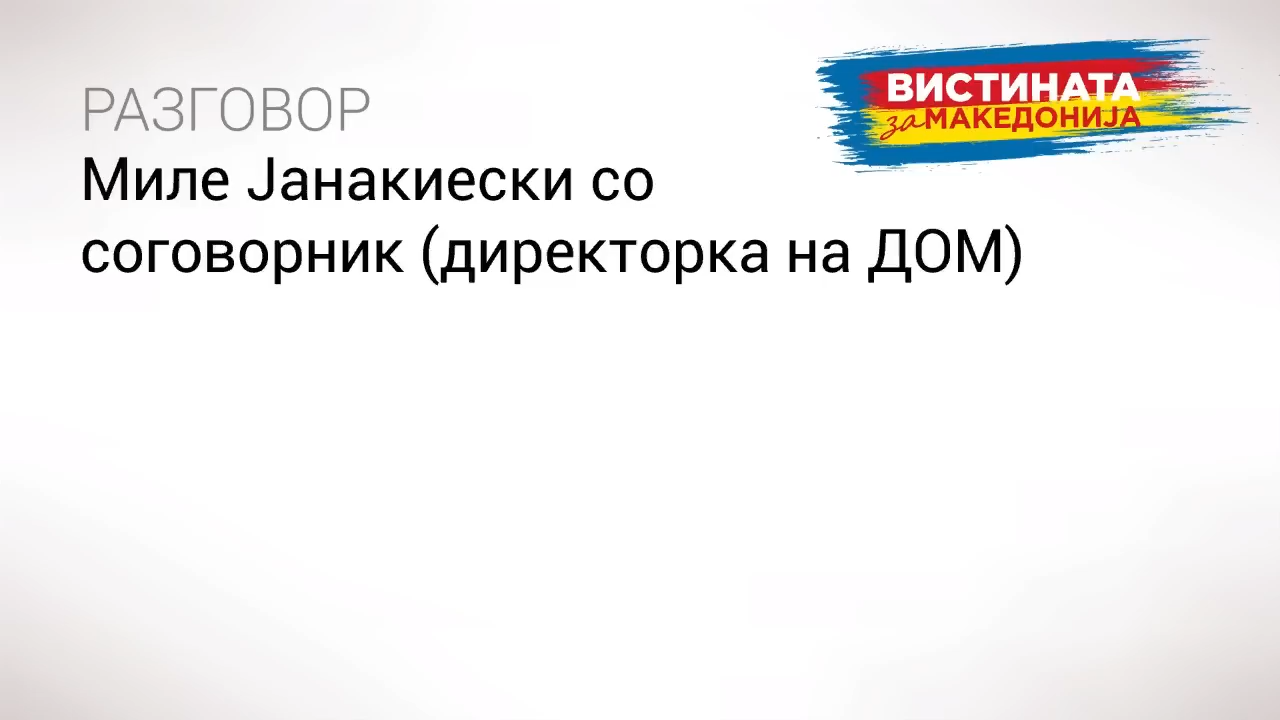 РАЗГОВОР
Миле Јанакиески со
соговорник (директорка на ДОМ)
ВИСТИНАТА
за МАКЕДОНИЈА